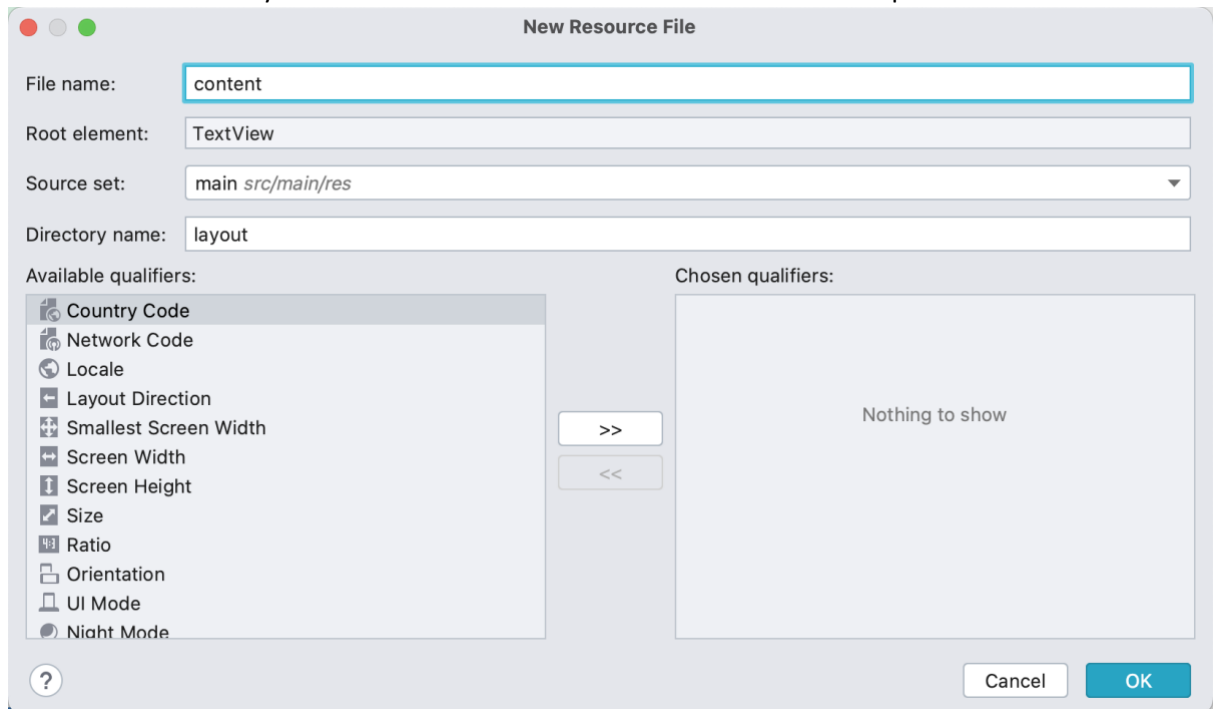 New Resource File
File name: content
Root element: TextView
Source set: main src/main/res
Directory name: layout
Available qualifiers:
Chosen qualifiers:
Country Code
Network Code
Locale
Layout Direction
Smallest Screen Width
Screen Width
Screen Height
Size
Ratio
Orientation
UI Mode
Night Mode
>>
<<
Nothing to show
?
Cancel
OK